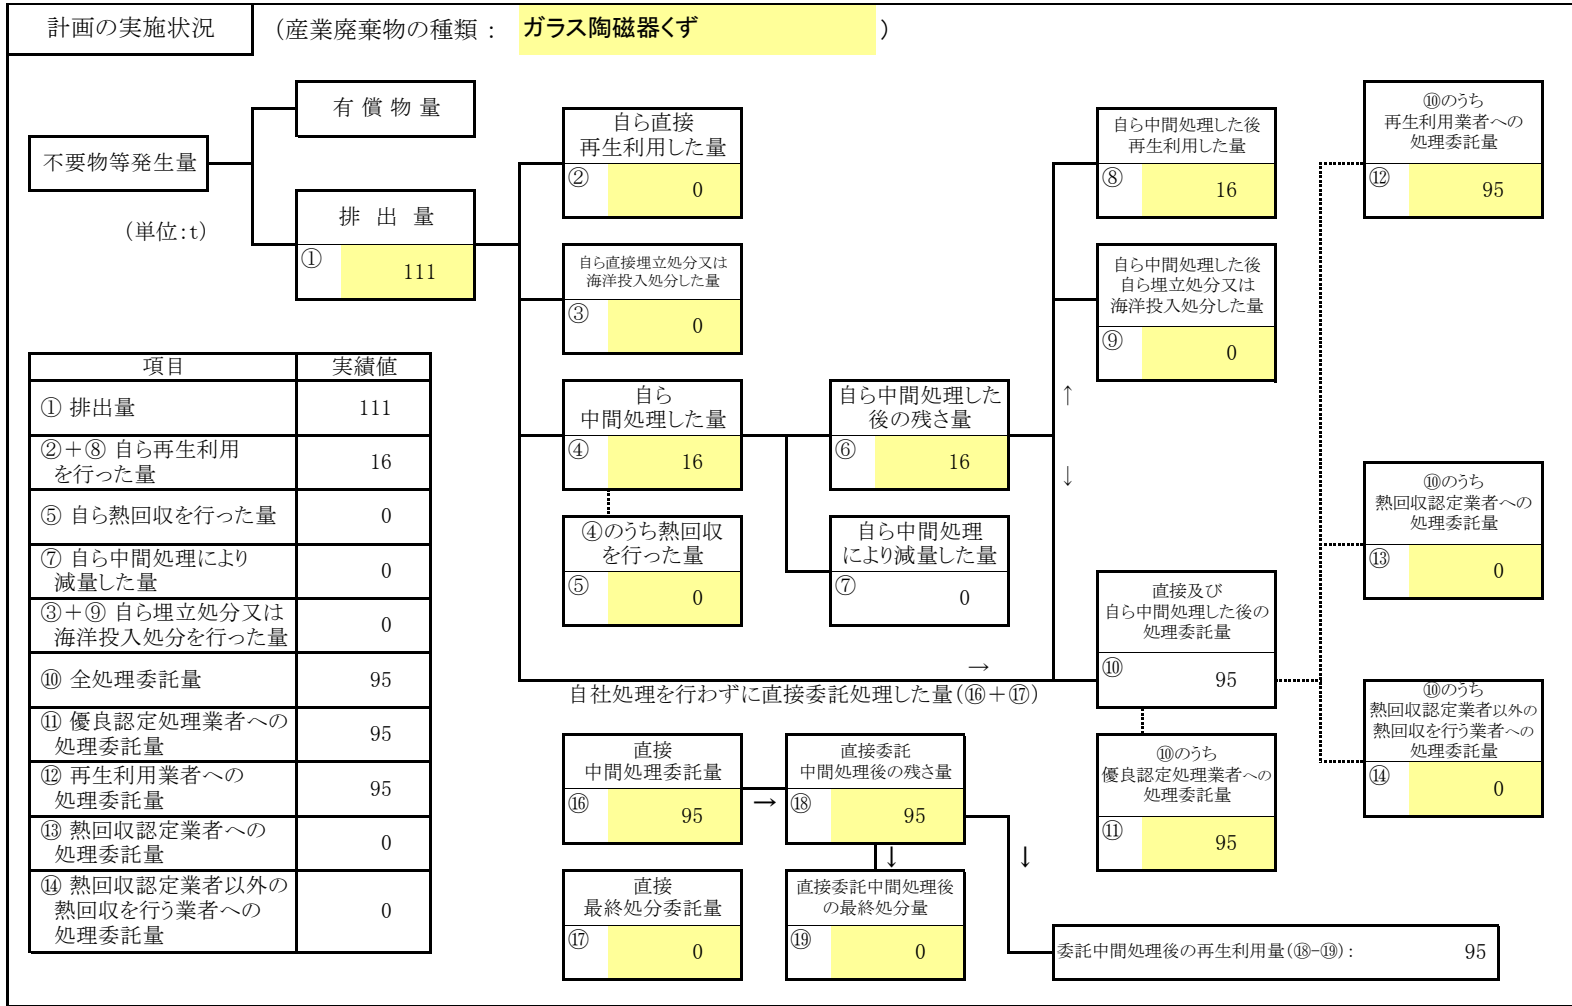 計画の実施状況
(産業廃棄物の種類： ガラス陶磁器くず )
有 償 物 量
不要物等発生量
(単位:t)
排 出 量
① 111
自ら直接
再生利用した量
② 0
自ら直接埋立処分又は
海洋投入処分した量
③ 0
自ら
中間処理した量
④ 16
④のうち熱回収
を行った量
⑤ 0
自ら中間処理した
後の残さ量
⑥ 16
自ら中間処理
により減量した量
⑦ 0
自ら中間処理した後
再生利用した量
⑧ 16
自ら中間処理した後
自ら埋立処分又は
海洋投入処分した量
⑨ 0
↑
↓
直接及び
自ら中間処理した後の
処理委託量
⑩ 95
⑩のうち
優良認定処理業者への
処理委託量
⑪ 95
⑩のうち
再生利用業者への
処理委託量
⑫ 95
⑩のうち
熱回収認定業者への
処理委託量
⑬ 0
⑩のうち
熱回収認定業者以外の
熱回収を行う業者への
処理委託量
⑭ 0
→
自社処理を行わずに直接委託処理した量(⑯＋⑰)
直接
中間処理委託量
⑯ 95
→
直接委託
中間処理後の残さ量
⑱ 95
↓
↓
直接
最終処分委託量
⑰ 0
直接委託中間処理後
の最終処分量
⑲ 0
委託中間処理後の再生利用量(⑱-⑲)： 95
項目 実績値
① 排出量 111
②＋⑧ 自ら再生利用
を行った量 16
⑤ 自ら熱回収を行った量 0
⑦ 自ら中間処理により
減量した量 0
③＋⑨ 自ら埋立処分又は
海洋投入処分を行った量 0
⑩ 全処理委託量 95
⑪ 優良認定処理業者への
処理委託量 95
⑫ 再生利用業者への
処理委託量 95
⑬ 熱回収認定業者への
処理委託量 0
⑭ 熱回収認定業者以外の
熱回収を行う業者への
処理委託量 0